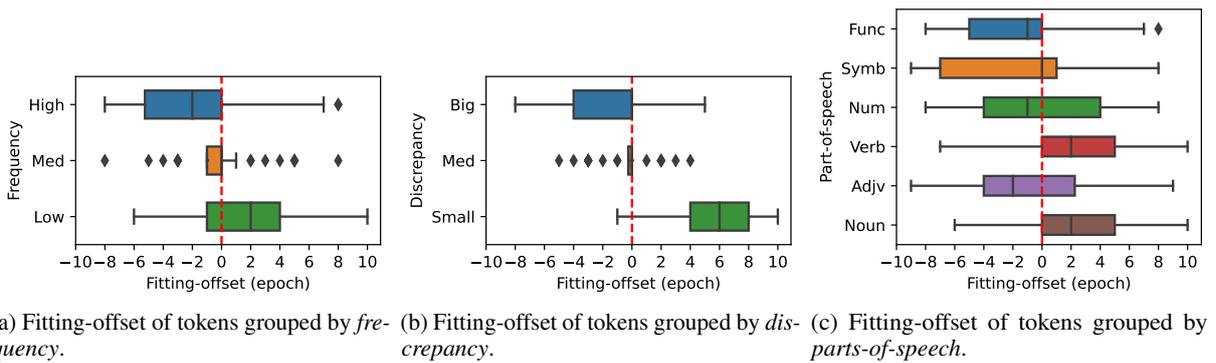 High
Med
Low
Frequency
−10−8 −6 −4 −2 0 2 4 6 8 10
Fitting-offset (epoch)
Big
Med
Small
Discrepancy
−10−8 −6 −4 −2 0 2 4 6 8 10
Fitting-offset (epoch)
Func
Symb
Num
Verb
Adjv
Noun
Part-of-speech
−10−8 −6 −4 −2 0 2 4 6 8 10
Fitting-offset (epoch)
a) Fitting-offset of tokens grouped by fre-
quency.
(b) Fitting-offset of tokens grouped by dis-
crepancy.
(c) Fitting-offset of tokens grouped by
parts-of-speech.